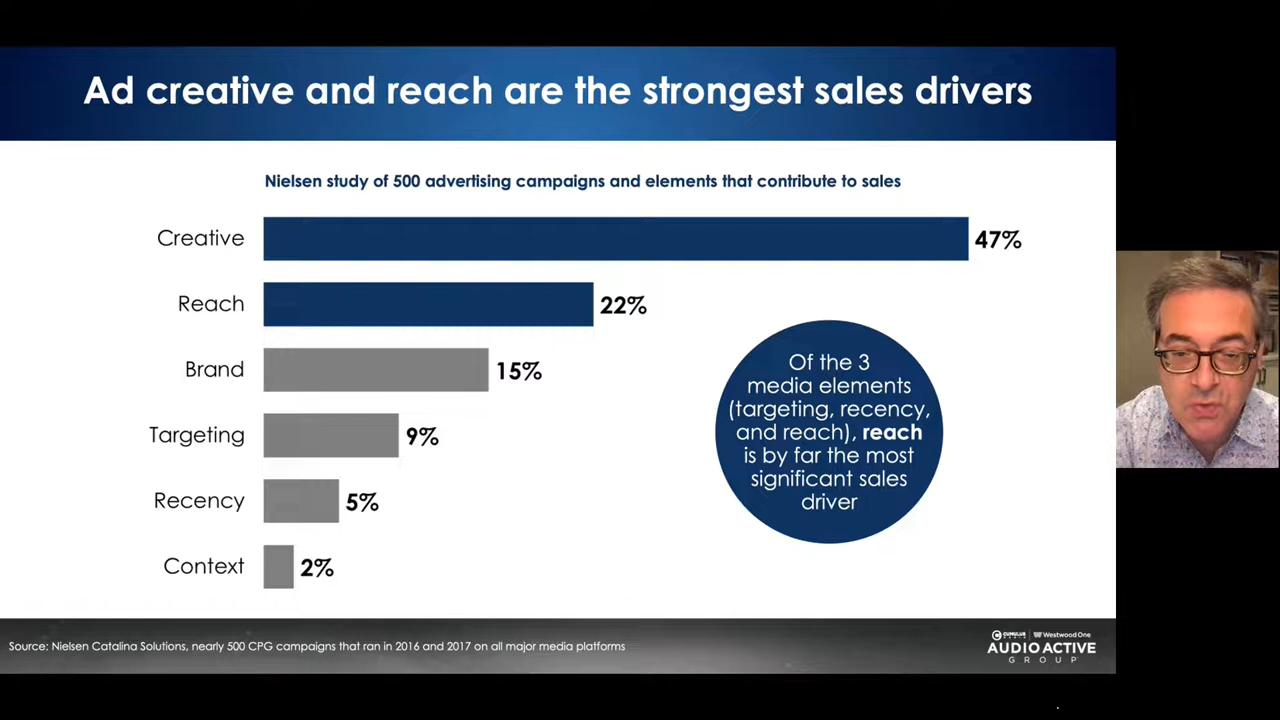 Ad creative and reach are the strongest sales drivers
Nielsen study of 500 advertising campaigns and elements that contribute to sales
Creative 47%
Reach 22%
Brand 15%
Targeting 9%
Recency 5%
Context 2%
Of the 3
media elements
(targeting, recency,
and reach), reach
is by far the most
significant sales
driver
Source: Nielsen Catalina Solutions, nearly 500 CPG campaigns that ran in 2016 and 2017 on all major media platforms
CUMULUS MEDIA | Westwood One
AUDIO ACTIVE
GROUP